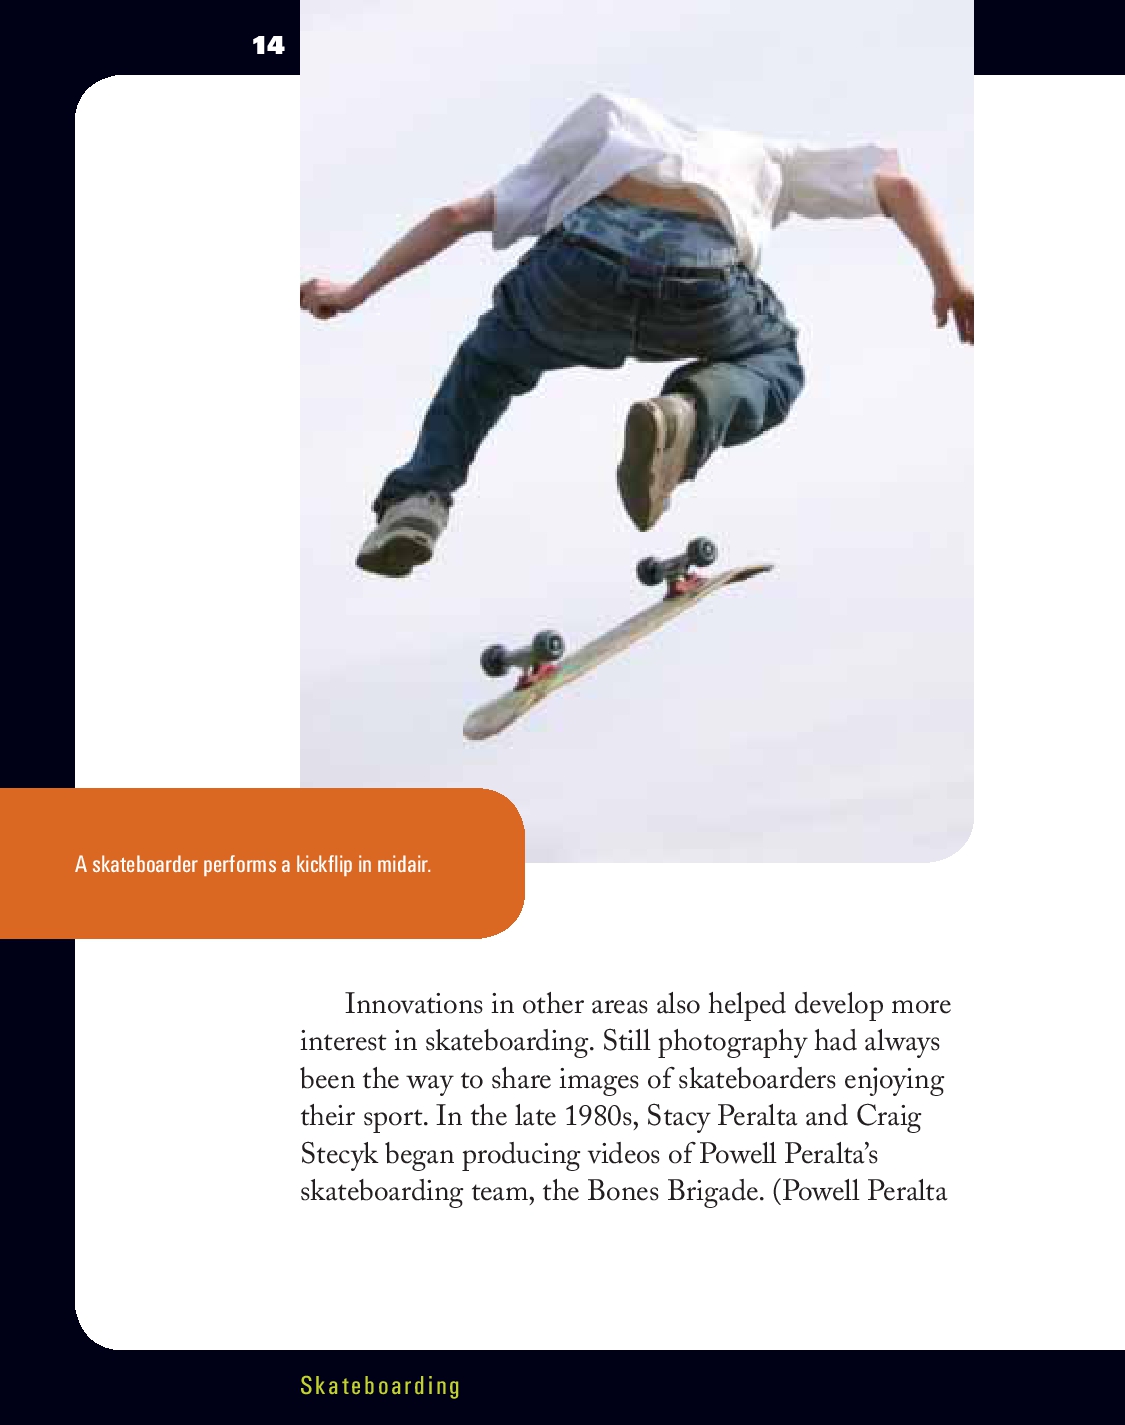 14
A skateboarder performs a kickflip in midair.
Innovations in other areas also helped develop more
interest in skateboarding. Still photography had always
been the way to share images of skateboarders enjoying
their sport. In the late 1980s, Stacy Peralta and Craig
Stecyk began producing videos of Powell Peralta’s
skateboarding team, the Bones Brigade. (Powell Peralta
Skateboarding